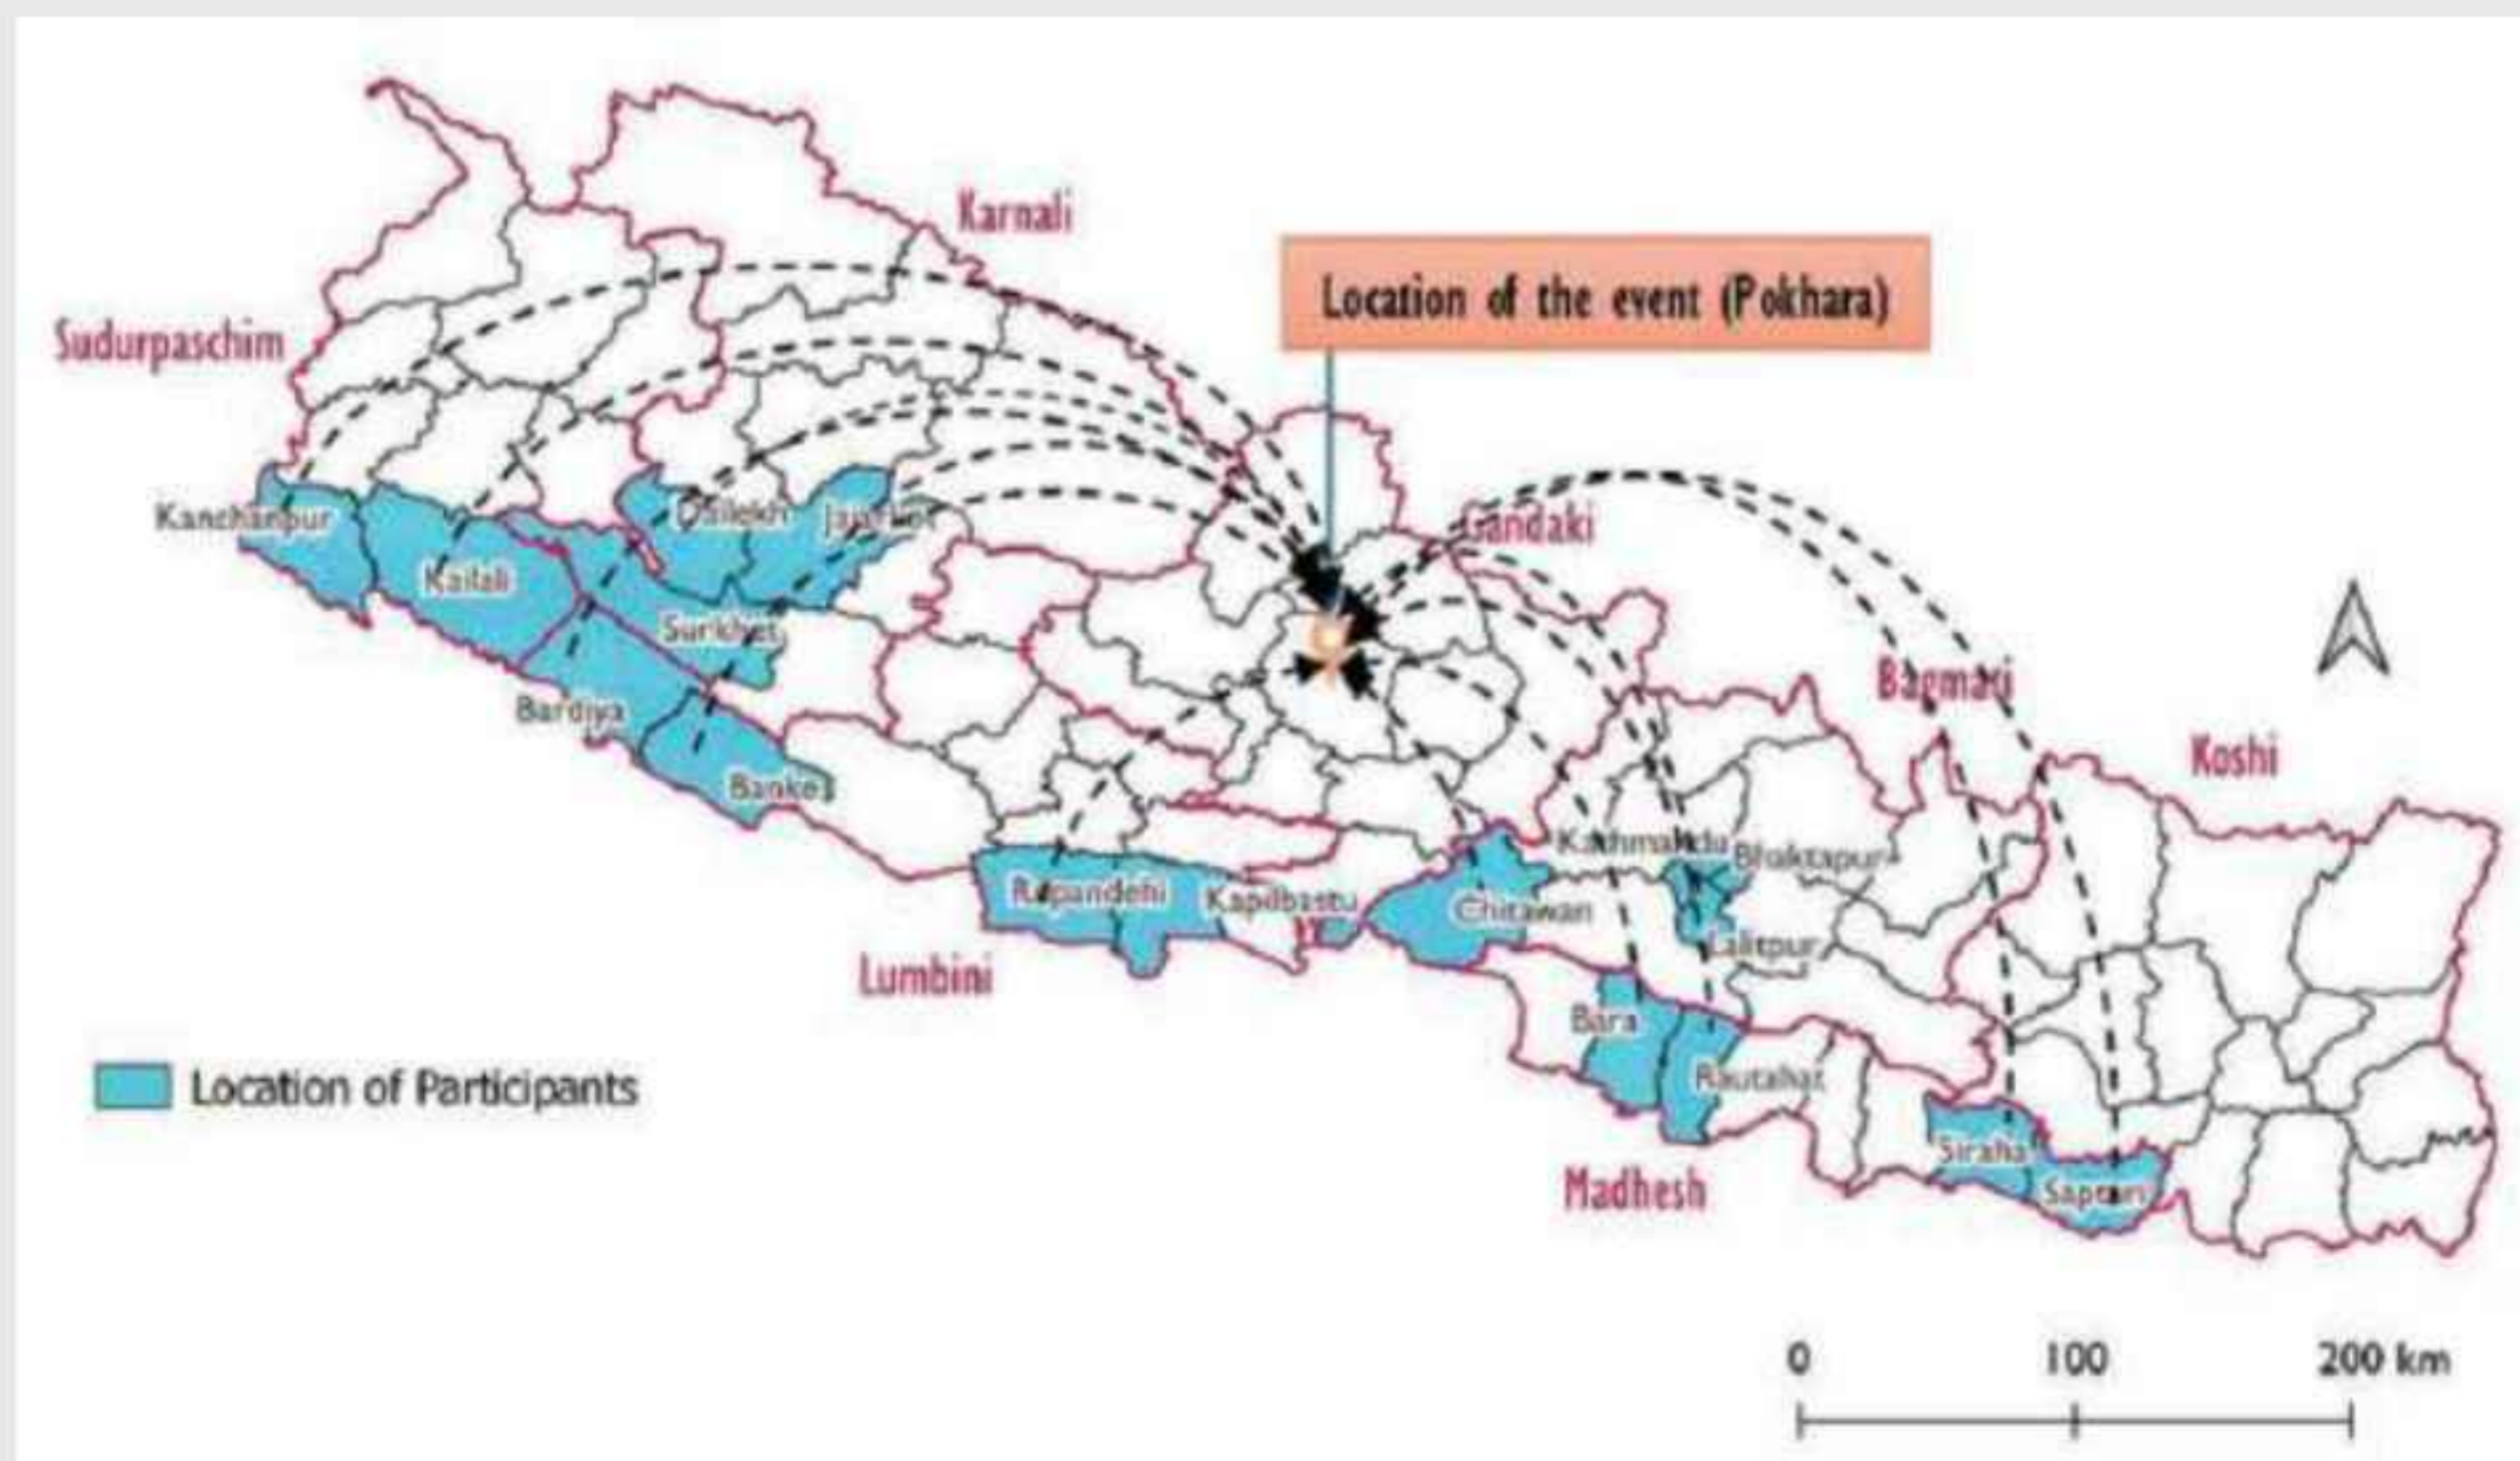 Karnali
Location of the event (Pokhara)
Sudurpaschim
Kanchanpur
Dailekh
Jajarkot
Gandaki
Kailali
Surkhet
Bardiya
Bagmati
Koshi
Banke
Kathmandu
Bhaktapur
Rupandehi
Kapilbastu
Chitawan
Lalitpur
Lumbini
Bara
Rautahat
Location of Participants
Siraha
Saptari
Madhesh
0 100 200 km